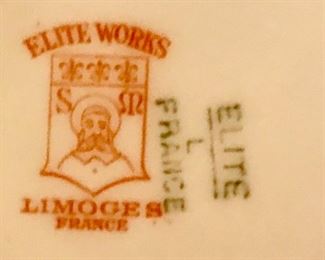 ELITE WORKS
S M
LIMOGES
FRANCE
ELITE
L
FRANCE